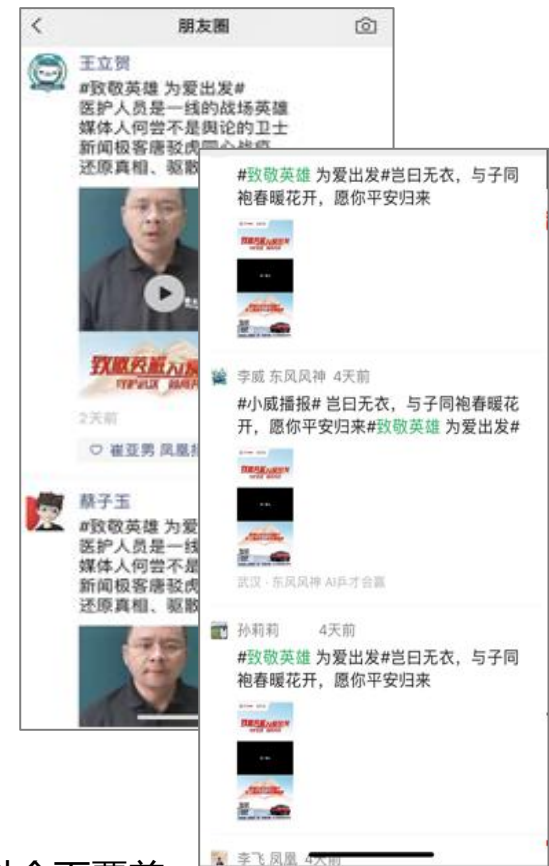 朋友圈
王立贺
#致敬英雄 为爱出发#
医护人员是一线的战场英雄
媒体人何尝不是舆论的卫士
新闻极客唐驳虎同心战疫
还原真相、驱散
致敬英雄 为爱
2天前
崔亚男 凤凰
蔡子玉
#致敬英雄 为爱
医护人员是一线
媒体人何尝不是
新闻极客唐驳虎
还原真相、驱散
#致敬英雄 为爱出发#岂曰无衣，与子同
袍春暖花开，愿你平安归来
李威 东风风神 4天前
#小威播报# 岂曰无衣，与子同袍春暖花
开，愿你平安归来#致敬英雄 为爱出发#
武汉 · 东风风神 AI乒才会赢
孙莉莉 4天前
#致敬英雄 为爱出发#岂曰无衣，与子同
袍春暖花开，愿你平安归来
李飞 凤凰 4天前